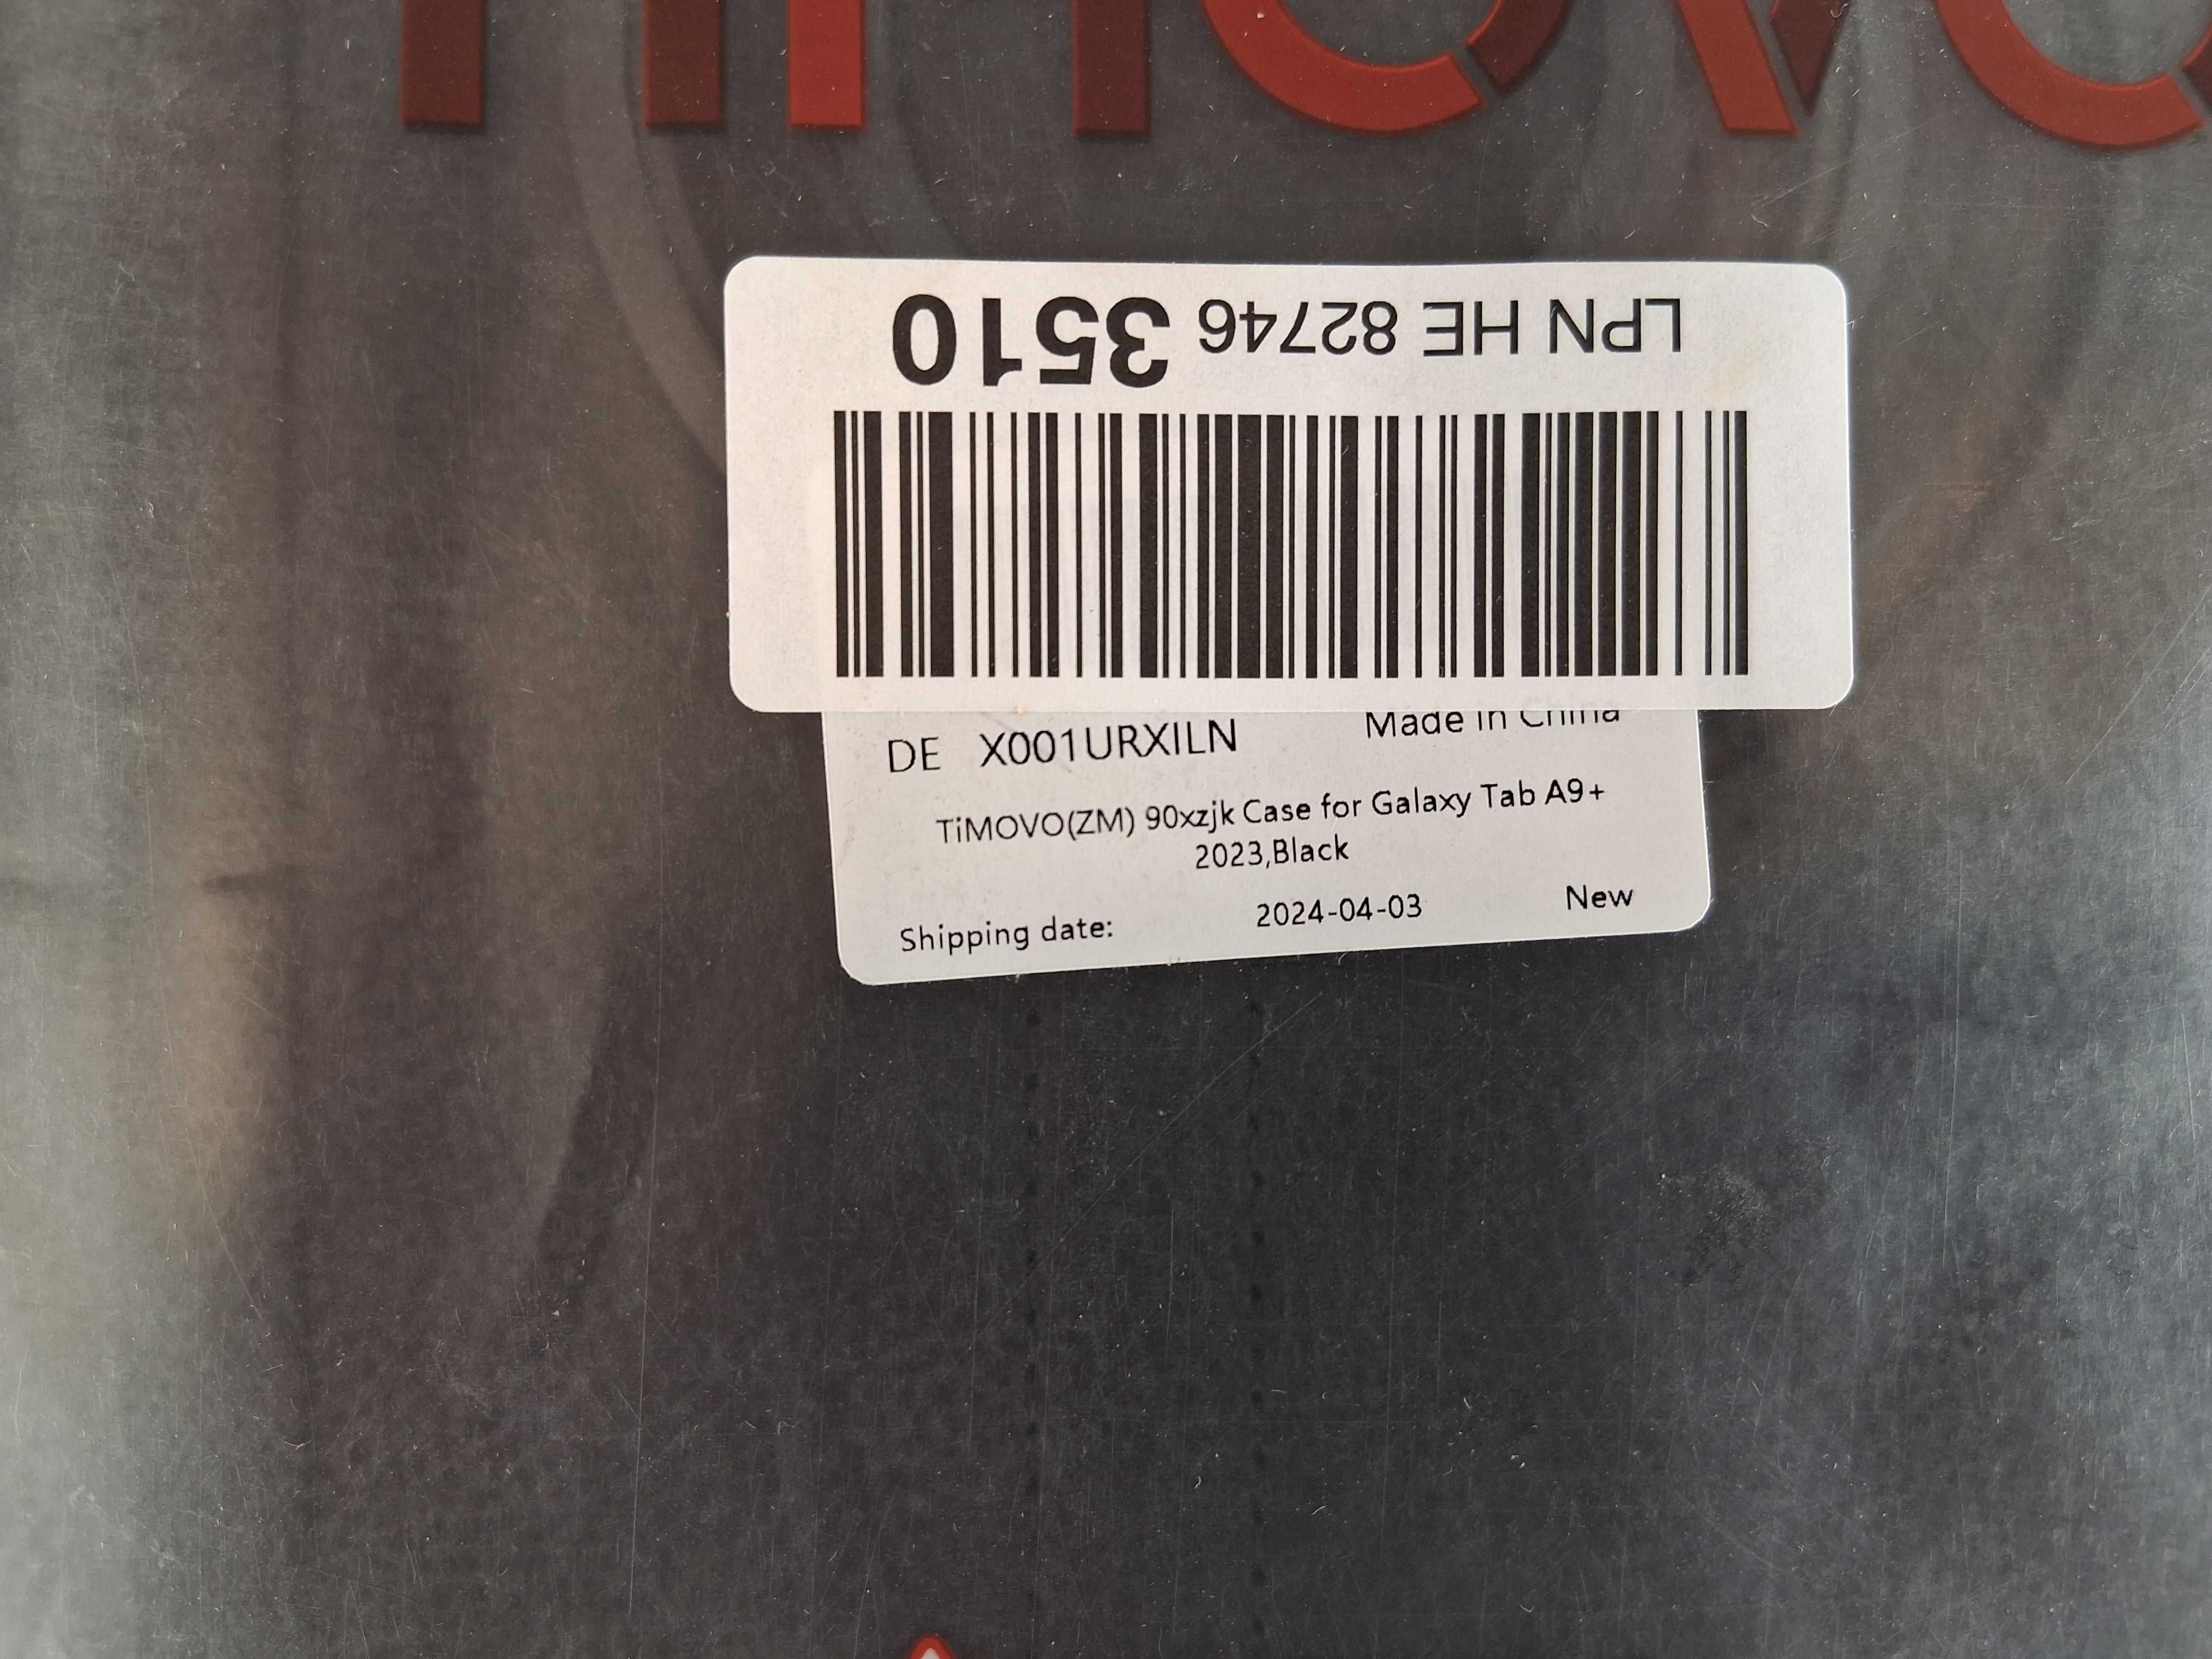 TiMOVO
LPN HE 82746 3510
DE X001URXILN
Made in China
TiMOVO(ZM) 90xzjk Case for Galaxy Tab A9+
2023,Black
Shipping date: 2024-04-03 New